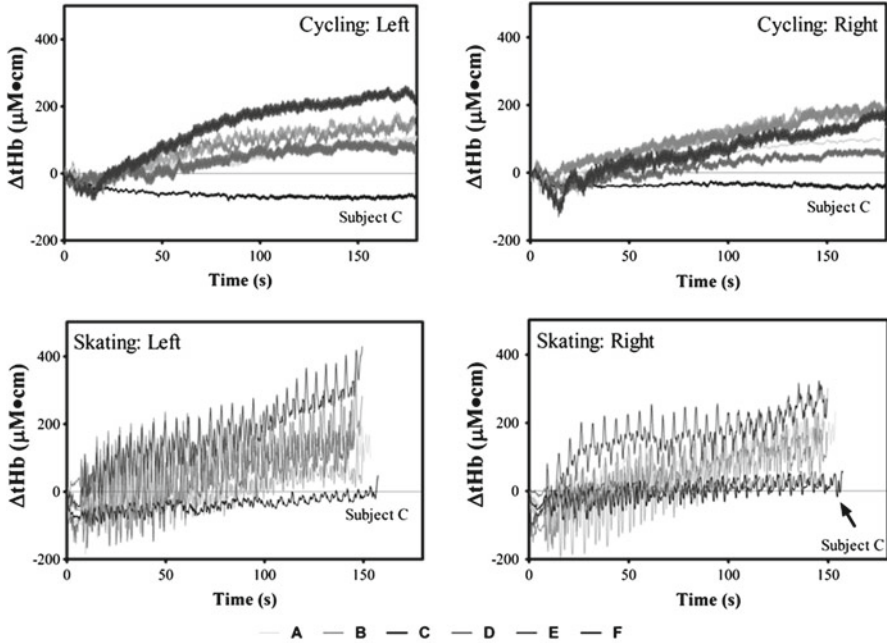 Cycling: Left
ΔtHb (μM•cm)
400
200
0
-200
Subject C
0
50
100
150
Time (s)
Cycling: Right
ΔtHb (μM•cm)
400
200
0
-200
Subject C
0
50
100
150
Time (s)
Skating: Left
ΔtHb (μM•cm)
400
200
0
-200
Subject C
0
50
100
150
Time (s)
Skating: Right
ΔtHb (μM•cm)
400
200
0
-200
Subject C
0
50
100
150
Time (s)
A B C D E F